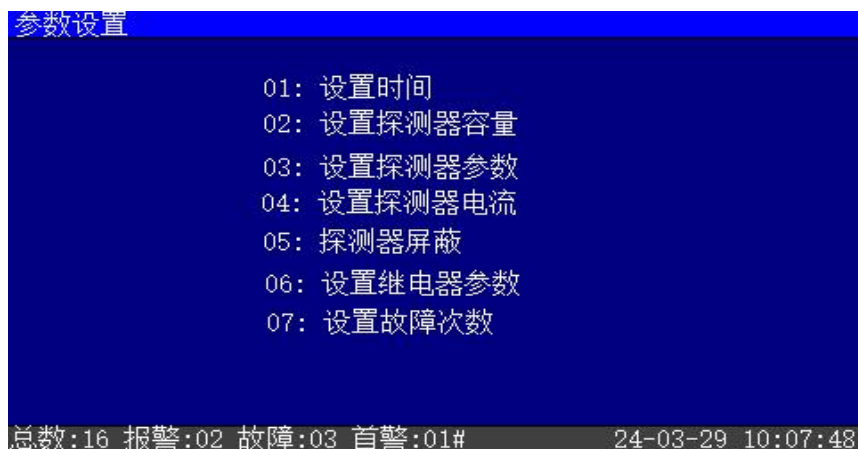 参数设置
01: 设置时间
02: 设置探测器容量
03: 设置探测器参数
04: 设置探测器电流
05: 探测器屏蔽
06: 设置继电器参数
07: 设置故障次数
总数:16 报警:02 故障:03 首警:01# 24-03-29 10:07:48